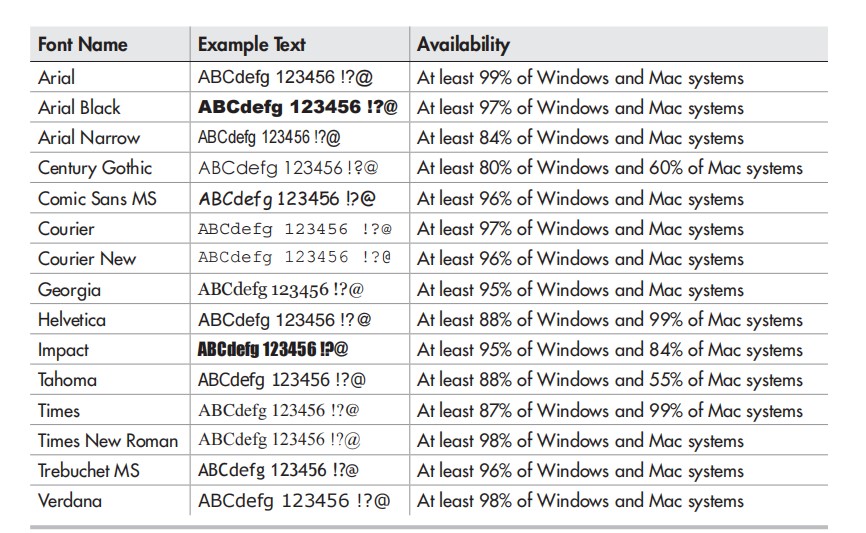 Font Name Example Text Availability
Arial ABCdefg 123456 !?@ At least 99% of Windows and Mac systems
Arial Black ABCdefg 123456 !?@ At least 97% of Windows and Mac systems
Arial Narrow ABCdefg 123456 !?@ At least 84% of Windows and Mac systems
Century Gothic ABCdefg 123456 !?@ At least 80% of Windows and 60% of Mac systems
Comic Sans MS ABCdefg 123456 !?@ At least 96% of Windows and Mac systems
Courier ABCdefg 123456 !?@ At least 97% of Windows and Mac systems
Courier New ABCdefg 123456 !?@ At least 96% of Windows and Mac systems
Georgia ABCdefg 123456 !?@ At least 95% of Windows and Mac systems
Helvetica ABCdefg 123456 !?@ At least 88% of Windows and 99% of Mac systems
Impact ABCdefg 123456 !?@ At least 95% of Windows and 84% of Mac systems
Tahoma ABCdefg 123456 !?@ At least 88% of Windows and 55% of Mac systems
Times ABCdefg 123456 !?@ At least 87% of Windows and 99% of Mac systems
Times New Roman ABCdefg 123456 !?@ At least 98% of Windows and Mac systems
Trebuchet MS ABCdefg 123456 !?@ At least 96% of Windows and Mac systems
Verdana ABCdefg 123456 !?@ At least 98% of Windows and Mac systems